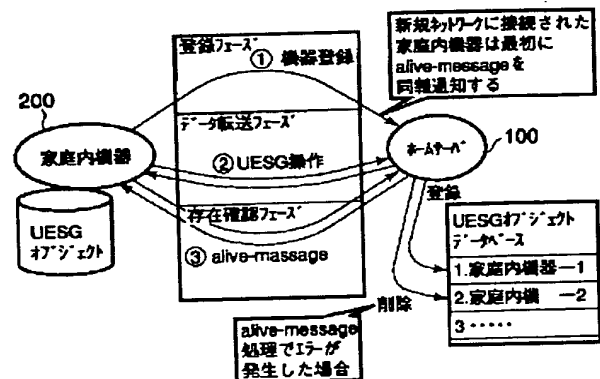 登録フェーズ
① 機器登録
新規ネットワークに接続された
家庭内機器は最初に
alive-messageを
同報通知する
200
データ転送フェーズ
家庭内機器
② UESG操作
ホームサーバ
100
登録
UESG
オブジェクト
存在確認フェーズ
③ alive-massage
UESGオブジェクト
データベース
1.家庭内機器—1
2.家庭内機 —2
3 ‥‥‥
削除
alive-message
処理でエラーが
発生した場合